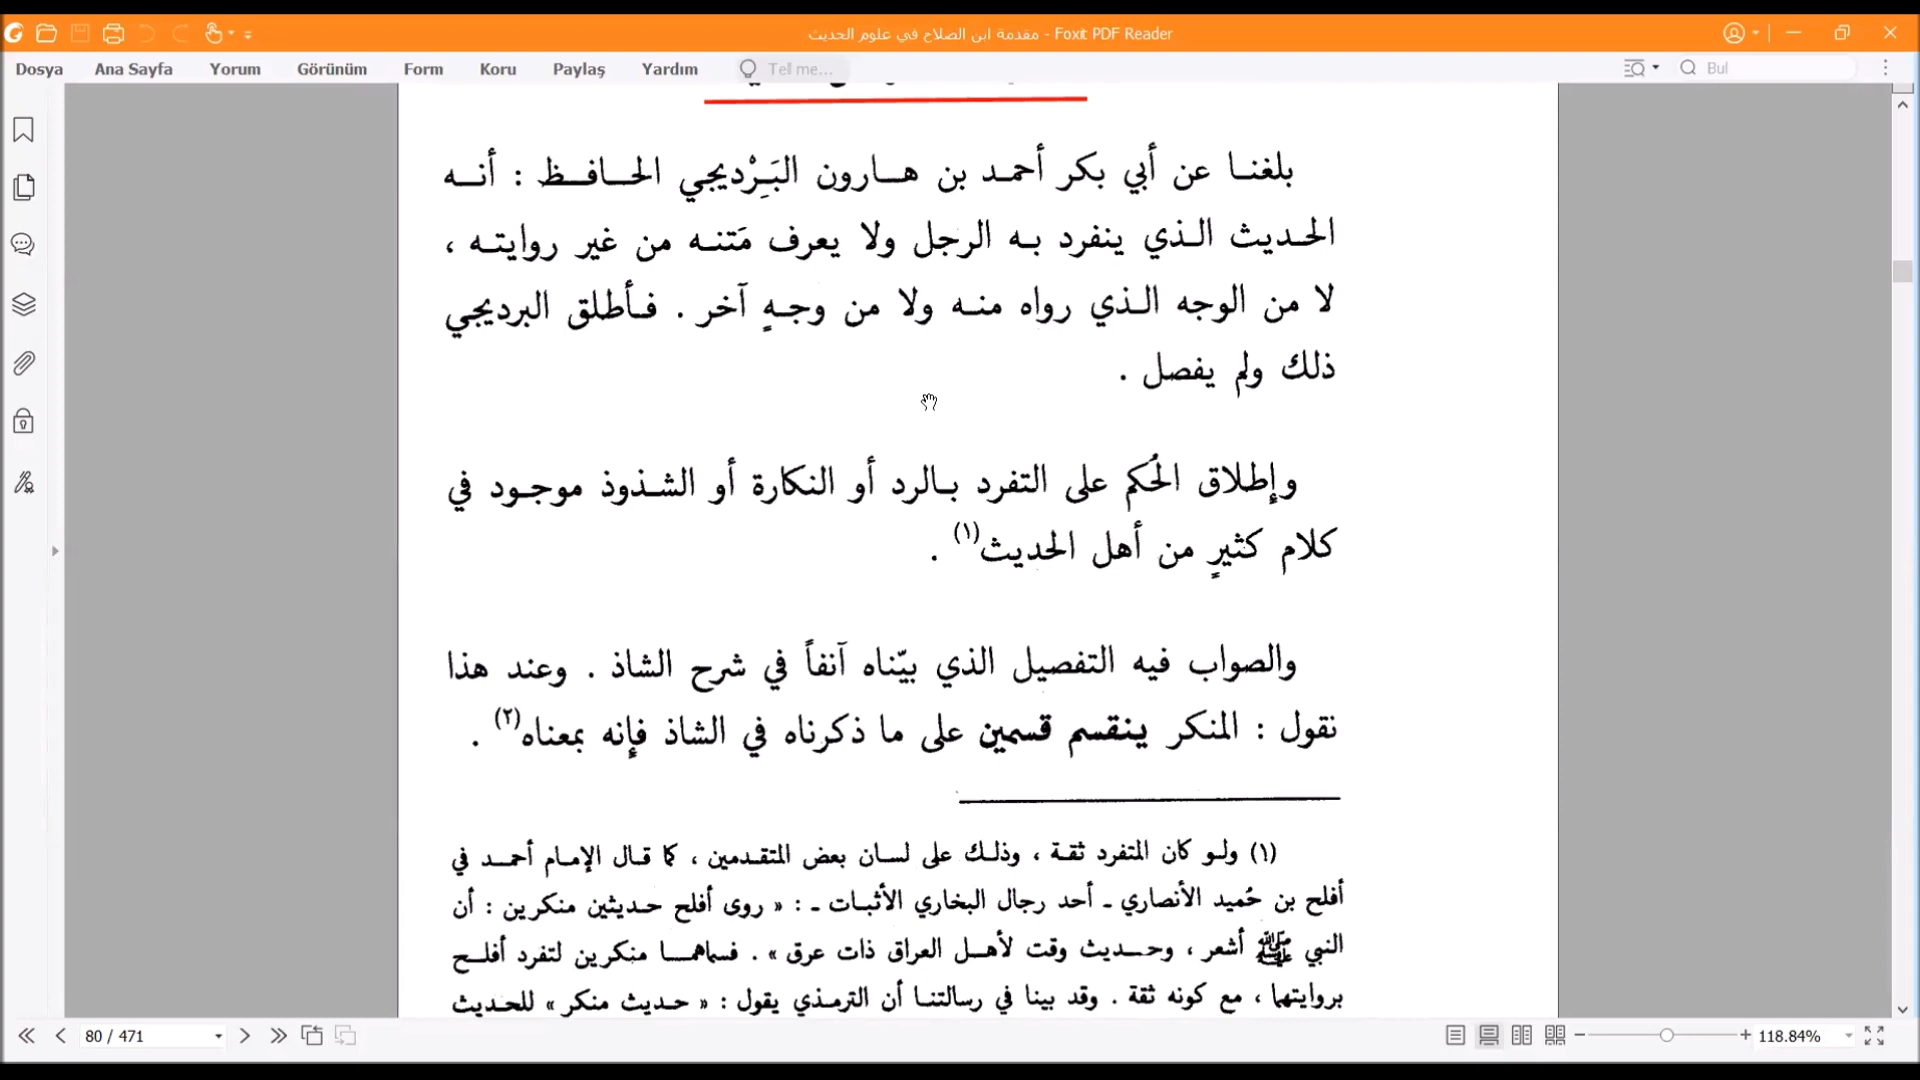 مقدمة ابن الصلاح في علوم الحديث - Foxit PDF Reader
Dosya Ana Sayfa Yorum Görünüm Form Koru Paylaş Yardım Tell me... Bul
بلغنا عن أبي بكر أحمد بن هارون البَرِْديجي الحافظ : أنه
الحديث الذي ينفرد به الرجل ولا يعرف مَتنه من غير روايته ،
لا من الوجه الذي رواه منه ولا من وجهٍ آخر . فأطلق البرديجي
ذلك ولم يفصل .
وإطلاق الحُكم على التفرد بالرد أو النكارة أو الشذوذ موجود في
كلام كثيرٍ من أهل الحديث(١) .
والصواب فيه التفصيل الذي بيّناه آنفاً في شرح الشاذ . وعند هذا
نقول : المنكر ينقسم قسمين على ما ذكرناه في الشاذ فإنه بمعناه(٢) .
(١) ولو كان المتفرد ثقة ، وذلك على لسان بعض المتقدمين ، كما قال الإمام أحمد في
أفلح بن حُميد الأنصاري ـ أحد رجال البخاري الأثبات ـ : « روى أفلح حديثين منكرين : أن
النبي ﷺ أشعر ، وحديث وقت لأهل العراق ذات عرق » . فسماهما منكرين لتفرد أفلح
بروايتهما ، مع كونه ثقة . وقد بينا في رسالتنا أن الترمذي يقول : « حديث منكر » للحديث
80 / 471 118.84%